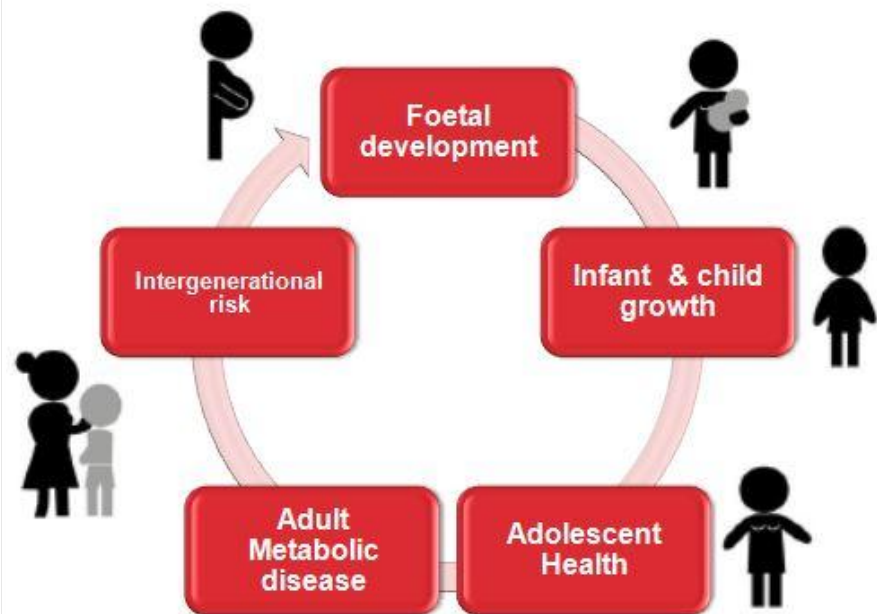 Foetal
development
Infant & child
growth
Adolescent
Health
Adult
Metabolic
disease
Intergenerational
risk